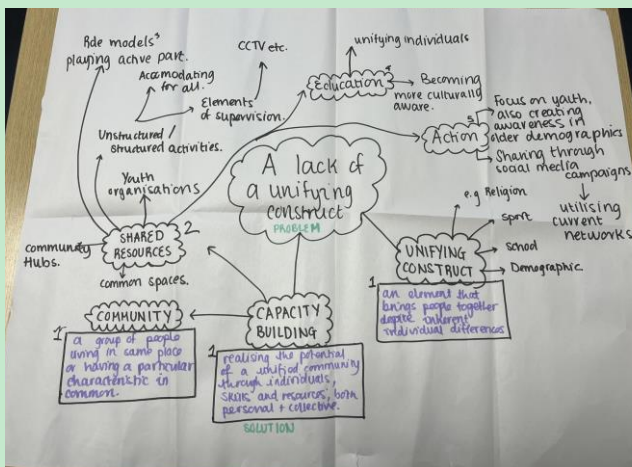 Role models³
playing active part.
Accomodating
for all.
CCTV etc.
unifying individuals
Education⁴
Becoming
more culturally
aware.
Elements
of supervision.
Unstructured /
structured activities.
Action
5
Focus on youth,
also creating
awareness in
older demographics
Sharing through
social media
campaigns
utilising
current
networks
A lack of
a unifying
construct
PROBLEM
Youth
organisations
SHARED
RESOURCES
2
community
Hubs.
common spaces.
e.g Religion
sport
school
Demographic.
UNIFYING
CONSTRUCT
1
an element that
brings people together
despite inherent
individual differences
COMMUNITY
1
a group of people
living in same place
or having a particular
characteristic in
common.
CAPACITY
BUILDING
1
realising the potential
of a unified community
through individuals,
skills and resources, both
personal + collective.
SOLUTION